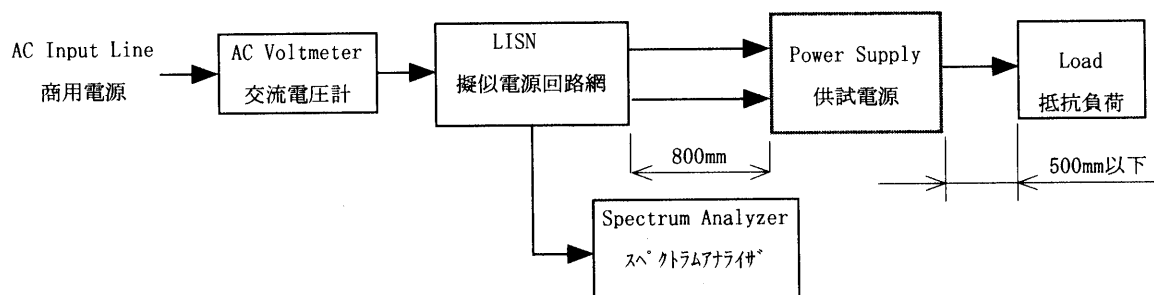 AC Input Line
商用電源
AC Voltmeter
交流電圧計
LISN
擬似電源回路網
Power Supply
供試電源
Load
抵抗負荷
800mm
500mm以下
Spectrum Analyzer
スペクトラムアナライザ